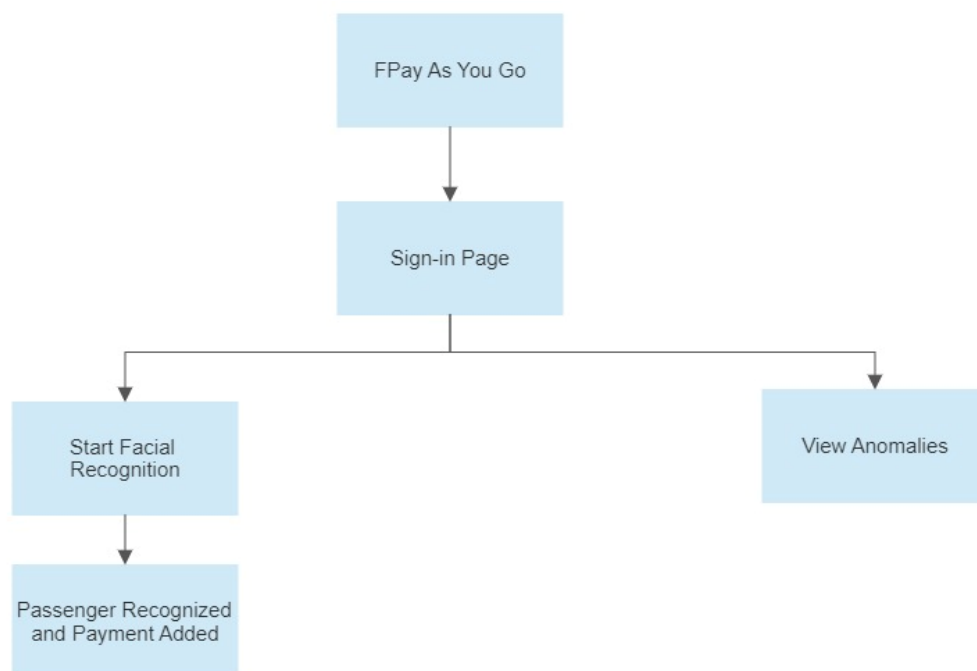 FPay As You Go
Sign-in Page
Start Facial
Recognition
View Anomalies
Passenger Recognized
and Payment Added